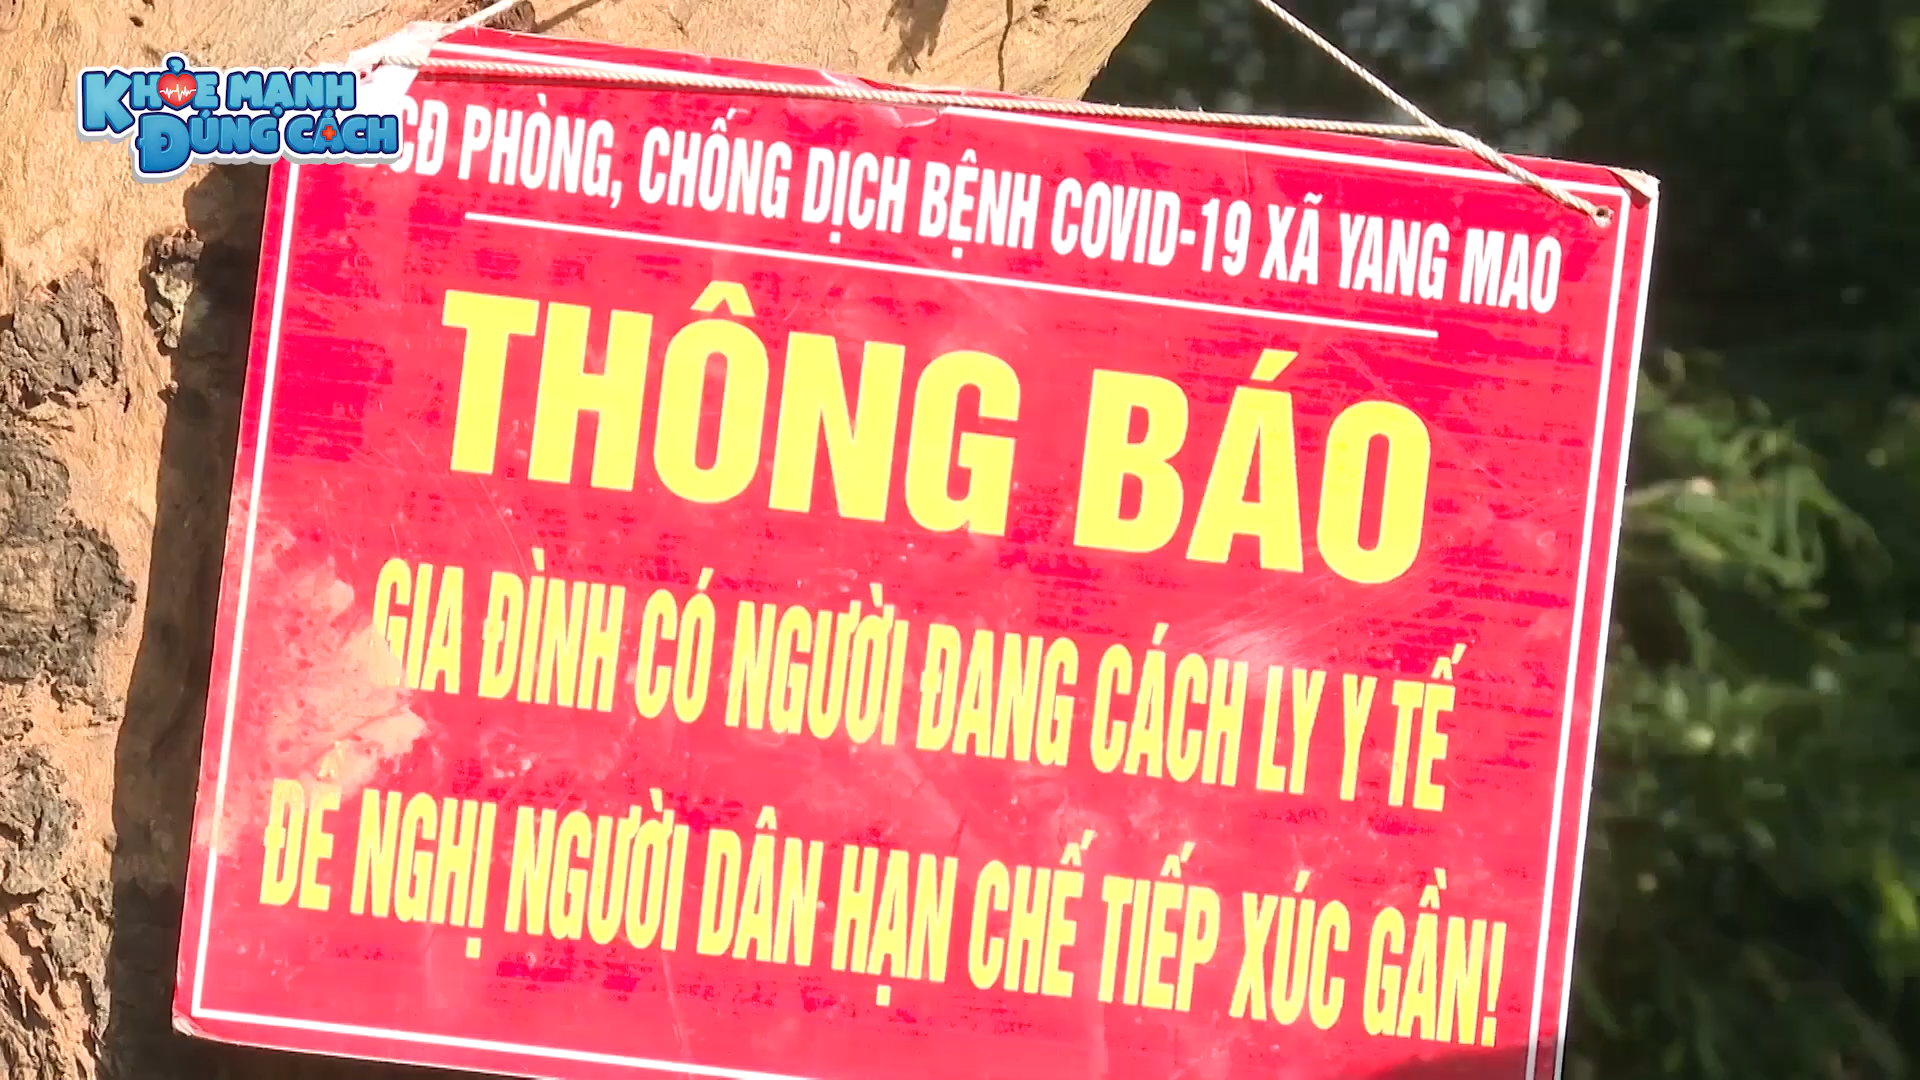 KHỎE MẠNH
ĐÚNG CÁCH
CĐ PHÒNG, CHỐNG DỊCH BỆNH COVID-19 XÃ YANG MAO
THÔNG BÁO
GIA ĐÌNH CÓ NGƯỜI ĐANG CÁCH LY Y TẾ
ĐỀ NGHỊ NGƯỜI DÂN HẠN CHẾ TIẾP XÚC GẦN!